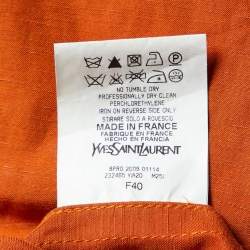 NO TUMBLE DRY
PROFESSIONALLY DRY CLEAN
PERCHLORETHYLENE
IRON ON REVERSE SIDE ONLY
STIRARE SOLO A ROVESCIO
MADE IN FRANCE
FABRIQUE EN FRANCE
HECHO EN FRANCIA
YVES SAINT LAURENT
F40